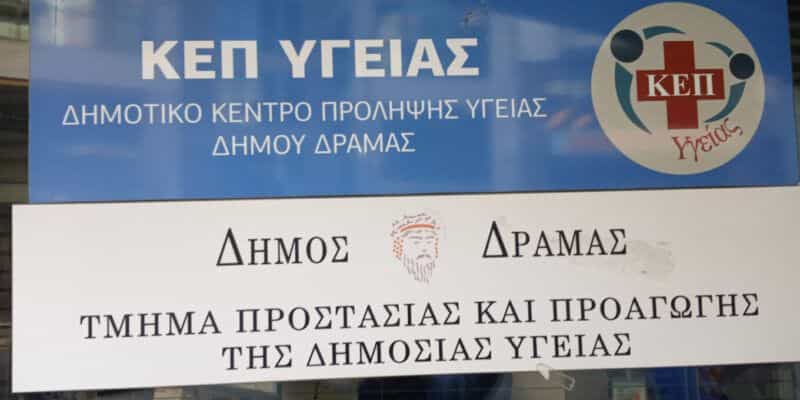 ΚΕΠ ΥΓΕΙΑΣ
ΔΗΜΟΤΙΚΟ ΚΕΝΤΡΟ ΠΡΟΛΗΨΗΣ ΥΓΕΙΑΣ
ΔΗΜΟΥ ΔΡΑΜΑΣ
ΚΕΠ
Υγείας
ΔΗΜΟΣ ΔΡΑΜΑΣ
ΤΜΗΜΑ ΠΡΟΣΤΑΣΙΑΣ ΚΑΙ ΠΡΟΑΓΩΓΗΣ
ΤΗΣ ΔΗΜΟΣΙΑΣ ΥΓΕΙΑΣ